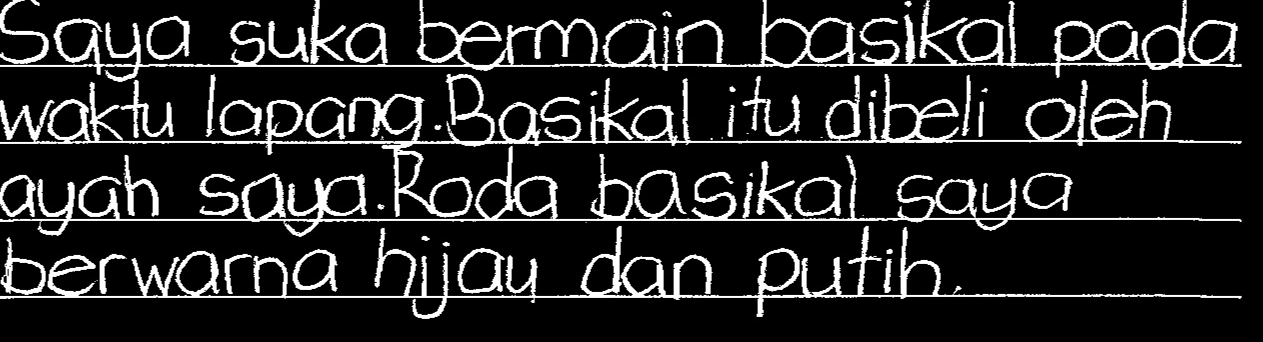 Saya suka bermain basikal pada
waktu lapang.Basikal itu dibeli oleh
ayah saya.Roda basikal saya
berwarna hijau dan putih.